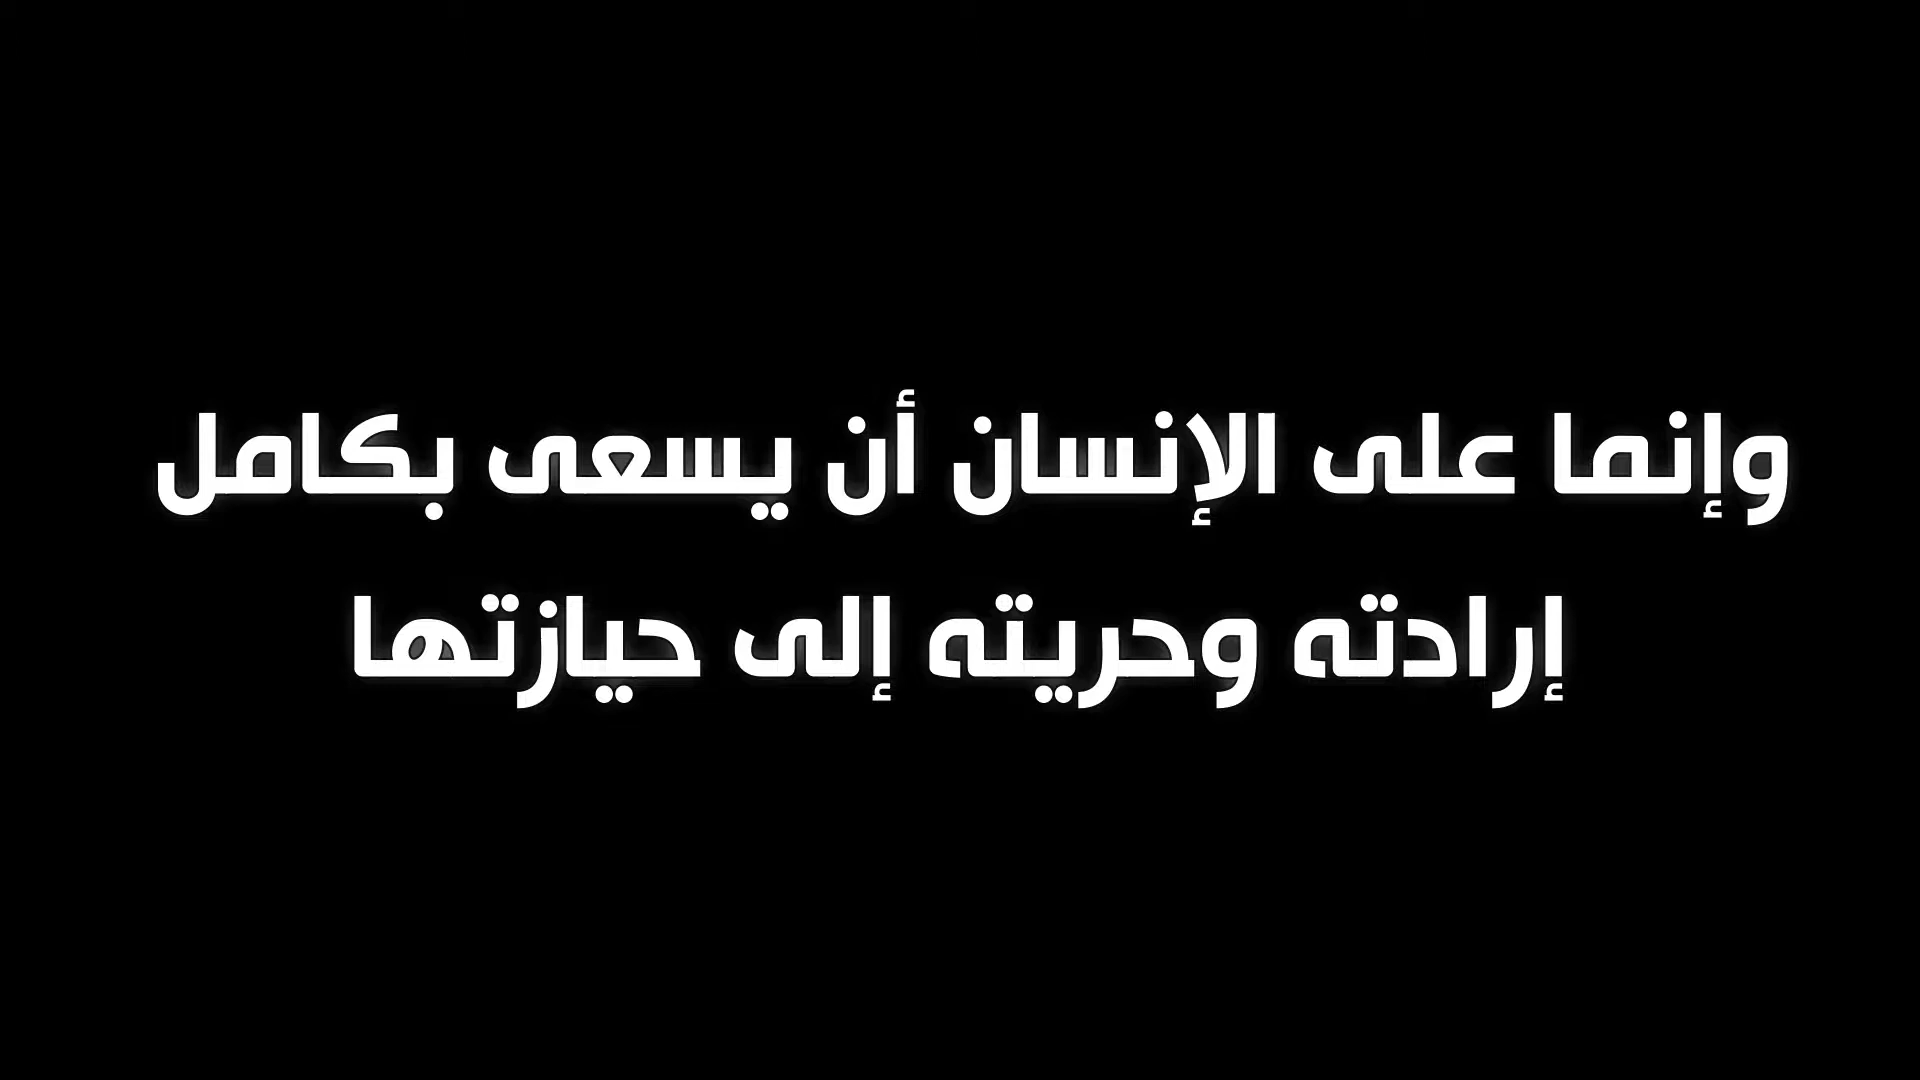 وإنما على الإنسان أن يسعى بكامل
إرادته وحريته إلى حيازتها